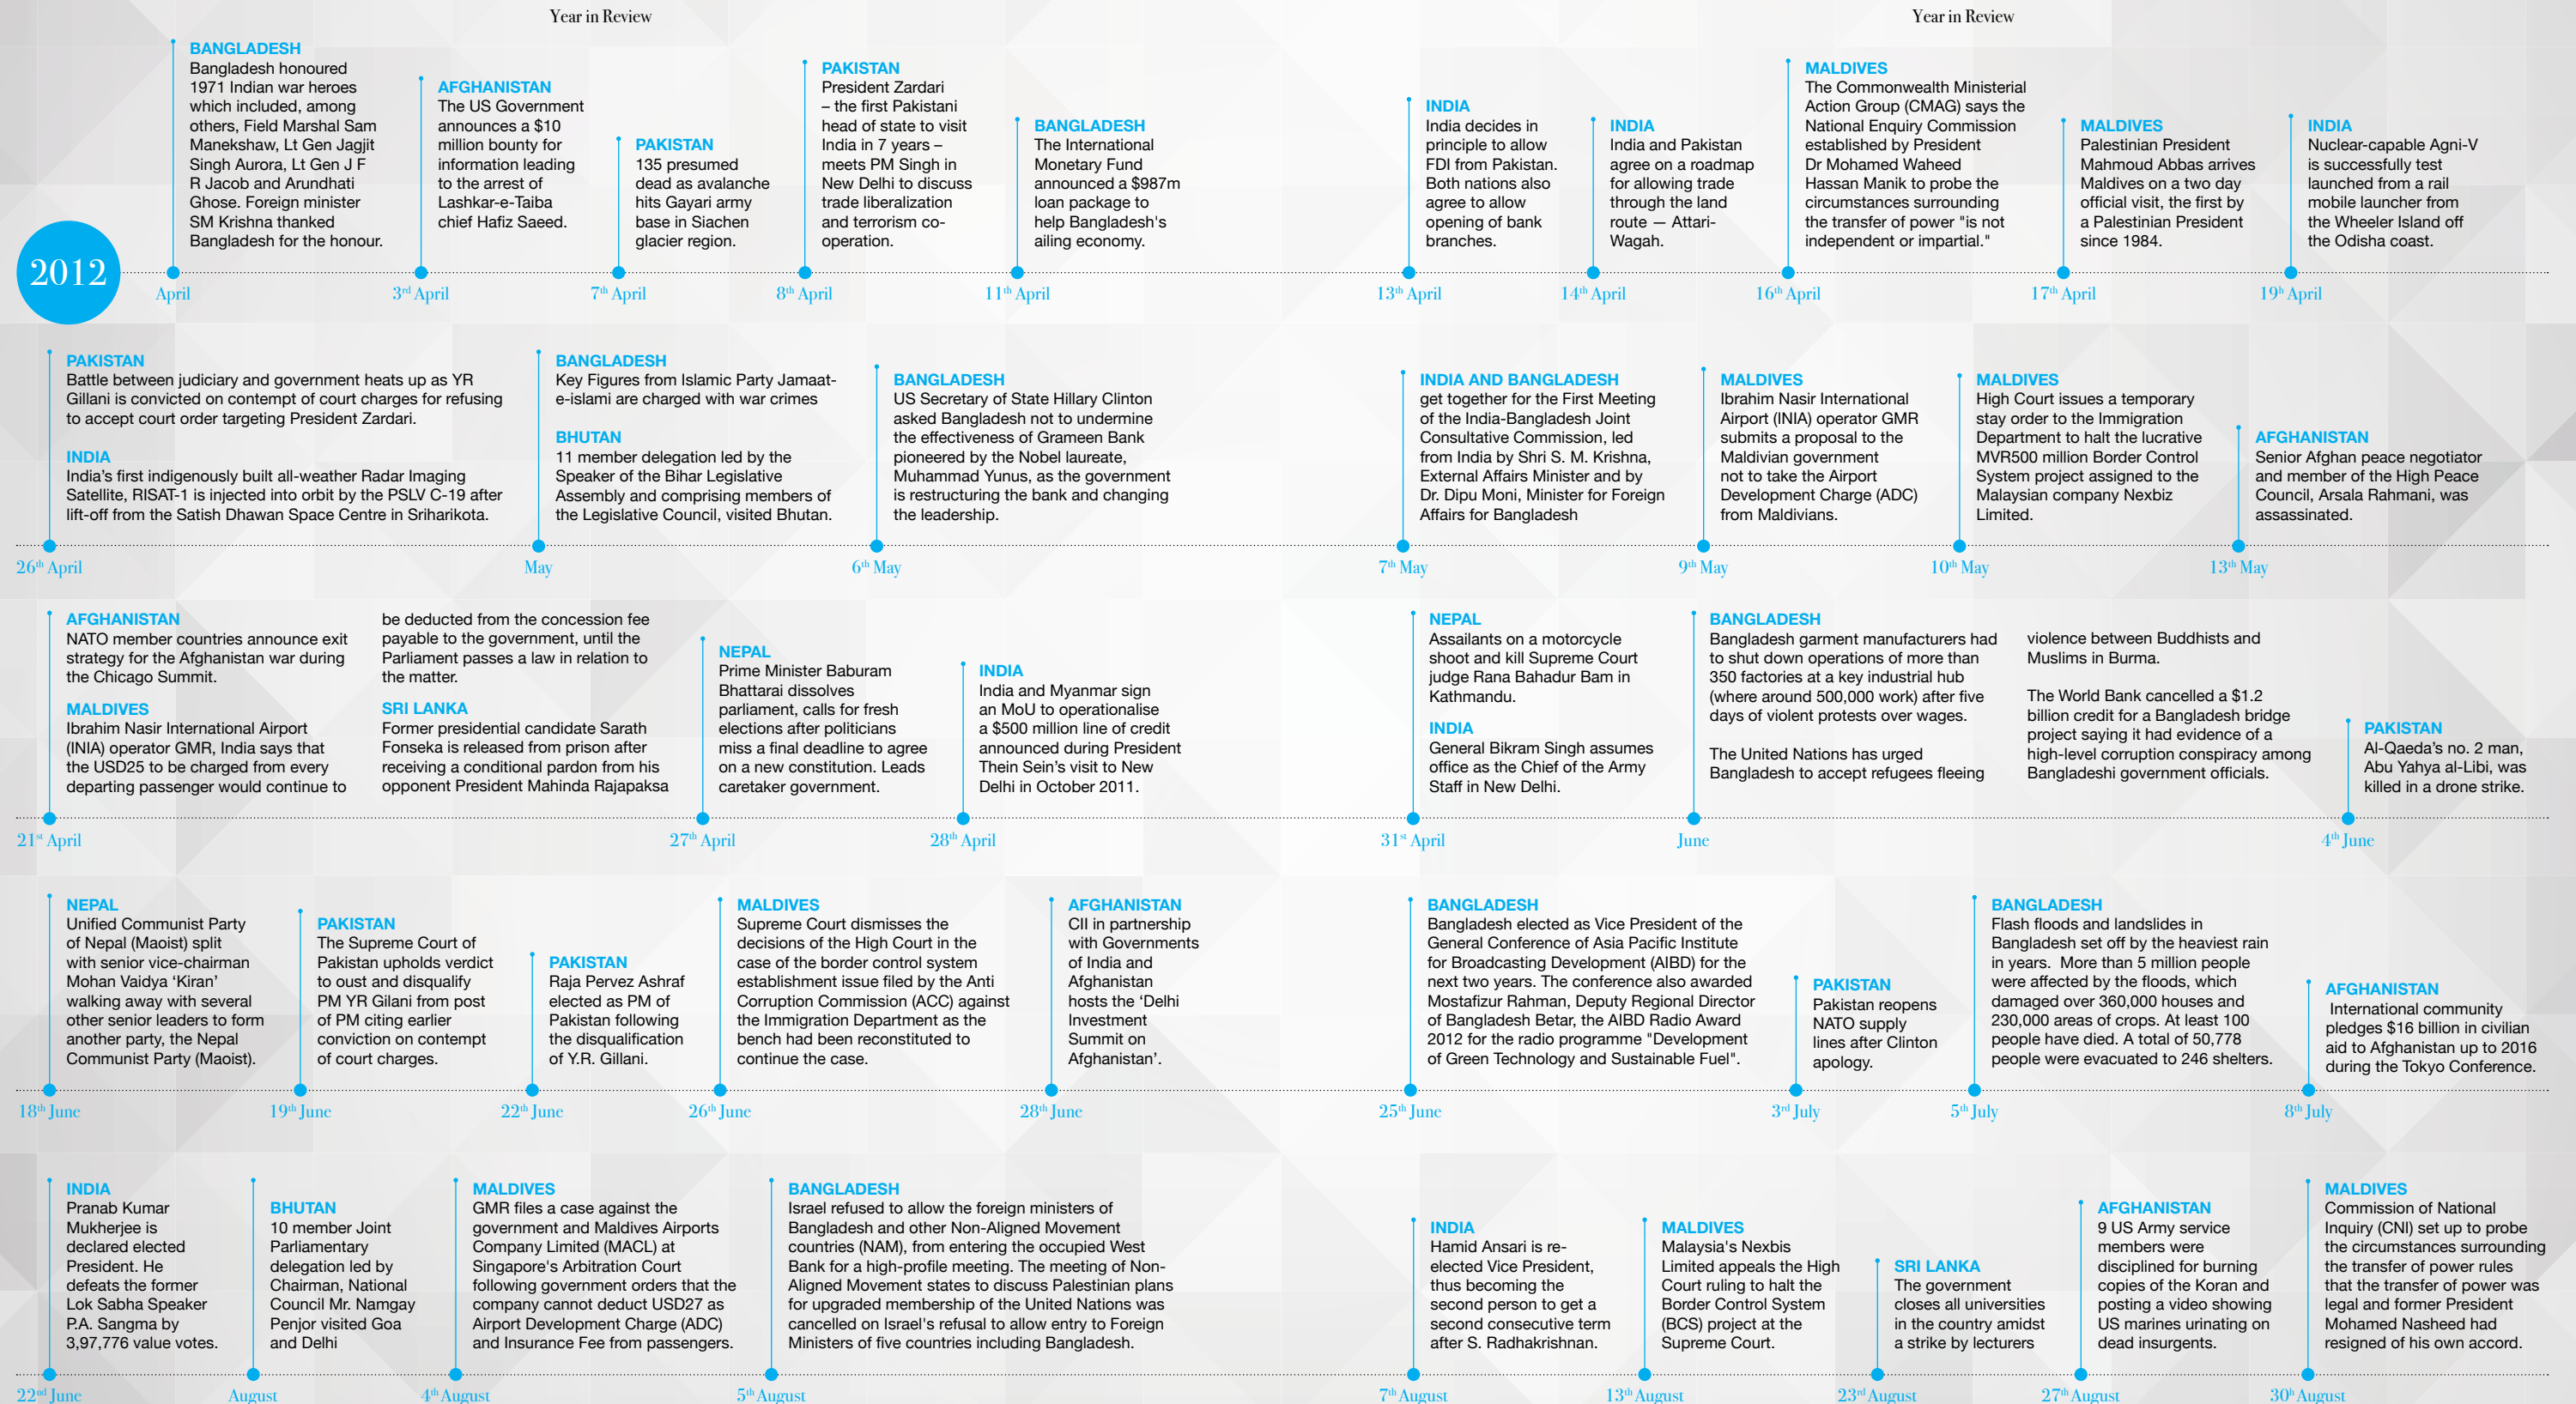 Year in Review
Year in Review
2012
BANGLADESH
Bangladesh honoured
1971 Indian war heroes
which included, among
others, Field Marshal Sam
Manekshaw, Lt Gen Jagjit
Singh Aurora, Lt Gen J F
R Jacob and Arundhati
Ghose. Foreign minister
SM Krishna thanked
Bangladesh for the honour.
April
AFGHANISTAN
The US Government
announces a $10
million bounty for
information leading
to the arrest of
Lashkar-e-Taiba
chief Hafiz Saeed.
3rd April
PAKISTAN
135 presumed
dead as avalanche
hits Gayari army
base in Siachen
glacier region.
7th April
PAKISTAN
President Zardari
– the first Pakistani
head of state to visit
India in 7 years –
meets PM Singh in
New Delhi to discuss
trade liberalization
and terrorism co-
operation.
8th April
BANGLADESH
The International
Monetary Fund
announced a $987m
loan package to
help Bangladesh's
ailing economy.
11th April
INDIA
India decides in
principle to allow
FDI from Pakistan.
Both nations also
agree to allow
opening of bank
branches.
13th April
INDIA
India and Pakistan
agree on a roadmap
for allowing trade
through the land
route — Attari-
Wagah.
14th April
MALDIVES
The Commonwealth Ministerial
Action Group (CMAG) says the
National Enquiry Commission
established by President
Dr Mohamed Waheed
Hassan Manik to probe the
circumstances surrounding
the transfer of power "is not
independent or impartial."
16th April
MALDIVES
Palestinian President
Mahmoud Abbas arrives
Maldives on a two day
official visit, the first by
a Palestinian President
since 1984.
17th April
INDIA
Nuclear-capable Agni-V
is successfully test
launched from a rail
mobile launcher from
the Wheeler Island off
the Odisha coast.
19h April
PAKISTAN
Battle between judiciary and government heats up as YR
Gillani is convicted on contempt of court charges for refusing
to accept court order targeting President Zardari.
INDIA
India's first indigenously built all-weather Radar Imaging
Satellite, RISAT-1 is injected into orbit by the PSLV C-19 after
lift-off from the Satish Dhawan Space Centre in Sriharikota.
26th April
BANGLADESH
Key Figures from Islamic Party Jamaat-
e-islami are charged with war crimes
BHUTAN
11 member delegation led by the
Speaker of the Bihar Legislative
Assembly and comprising members of
the Legislative Council, visited Bhutan.
May
BANGLADESH
US Secretary of State Hillary Clinton
asked Bangladesh not to undermine
the effectiveness of Grameen Bank
pioneered by the Nobel laureate,
Muhammad Yunus, as the government
is restructuring the bank and changing
the leadership.
6th May
INDIA AND BANGLADESH
get together for the First Meeting
of the India-Bangladesh Joint
Consultative Commission, led
from India by Shri S. M. Krishna,
External Affairs Minister and by
Dr. Dipu Moni, Minister for Foreign
Affairs for Bangladesh
7th May
MALDIVES
Ibrahim Nasir International
Airport (INIA) operator GMR
submits a proposal to the
Maldivian government
not to take the Airport
Development Charge (ADC)
from Maldivians.
9th May
MALDIVES
High Court issues a temporary
stay order to the Immigration
Department to halt the lucrative
MVR500 million Border Control
System project assigned to the
Malaysian company Nexbiz
Limited.
10th May
AFGHANISTAN
Senior Afghan peace negotiator
and member of the High Peace
Council, Arsala Rahmani, was
assassinated.
13th May
AFGHANISTAN
NATO member countries announce exit
strategy for the Afghanistan war during
the Chicago Summit.
MALDIVES
Ibrahim Nasir International Airport
(INIA) operator GMR, India says that
the USD25 to be charged from every
departing passenger would continue to
be deducted from the concession fee
payable to the government, until the
Parliament passes a law in relation to
the matter.
SRI LANKA
Former presidential candidate Sarath
Fonseka is released from prison after
receiving a conditional pardon from his
opponent President Mahinda Rajapaksa
21st April
NEPAL
Prime Minister Baburam
Bhattarai dissolves
parliament, calls for fresh
elections after politicians
miss a final deadline to agree
on a new constitution. Leads
caretaker government.
27th April
INDIA
India and Myanmar sign
an MoU to operationalise
a $500 million line of credit
announced during President
Thein Sein's visit to New
Delhi in October 2011.
28th April
NEPAL
Assailants on a motorcycle
shoot and kill Supreme Court
judge Rana Bahadur Bam in
Kathmandu.
INDIA
General Bikram Singh assumes
office as the Chief of the Army
Staff in New Delhi.
31st April
BANGLADESH
Bangladesh garment manufacturers had
to shut down operations of more than
350 factories at a key industrial hub
(where around 500,000 work) after five
days of violent protests over wages.
The United Nations has urged
Bangladesh to accept refugees fleeing
violence between Buddhists and
Muslims in Burma.
The World Bank cancelled a $1.2
billion credit for a Bangladesh bridge
project saying it had evidence of a
high-level corruption conspiracy among
Bangladeshi government officials.
June
PAKISTAN
Al-Qaeda's no. 2 man,
Abu Yahya al-Libi, was
killed in a drone strike.
4th June
NEPAL
Unified Communist Party
of Nepal (Maoist) split
with senior vice-chairman
Mohan Vaidya 'Kiran'
walking away with several
other senior leaders to form
another party, the Nepal
Communist Party (Maoist).
18th June
PAKISTAN
The Supreme Court of
Pakistan upholds verdict
to oust and disqualify
PM YR Gilani from post
of PM citing earlier
conviction on contempt
of court charges.
19th June
PAKISTAN
Raja Pervez Ashraf
elected as PM of
Pakistan following
the disqualification
of Y.R. Gillani.
22th June
MALDIVES
Supreme Court dismisses the
decisions of the High Court in the
case of the border control system
establishment issue filed by the Anti
Corruption Commission (ACC) against
the Immigration Department as the
bench had been reconstituted to
continue the case.
26th June
AFGHANISTAN
CII in partnership
with Governments
of India and
Afghanistan
hosts the 'Delhi
Investment
Summit on
Afghanistan'.
28th June
BANGLADESH
Bangladesh elected as Vice President of the
General Conference of Asia Pacific Institute
for Broadcasting Development (AIBD) for the
next two years. The conference also awarded
Mostafizur Rahman, Deputy Regional Director
of Bangladesh Betar, the AIBD Radio Award
2012 for the radio programme "Development
of Green Technology and Sustainable Fuel".
25th June
PAKISTAN
Pakistan reopens
NATO supply
lines after Clinton
apology.
3rd July
BANGLADESH
Flash floods and landslides in
Bangladesh set off by the heaviest rain
in years. More than 5 million people
were affected by the floods, which
damaged over 360,000 houses and
230,000 areas of crops. At least 100
people have died. A total of 50,778
people were evacuated to 246 shelters.
5th July
AFGHANISTAN
International community
pledges $16 billion in civilian
aid to Afghanistan up to 2016
during the Tokyo Conference.
8th July
INDIA
Pranab Kumar
Mukherjee is
declared elected
President. He
defeats the former
Lok Sabha Speaker
P.A. Sangma by
3,97,776 value votes.
22nd June
BHUTAN
10 member Joint
Parliamentary
delegation led by
Chairman, National
Council Mr. Namgay
Penjor visited Goa
and Delhi
August
MALDIVES
GMR files a case against the
government and Maldives Airports
Company Limited (MACL) at
Singapore's Arbitration Court
following government orders that the
company cannot deduct USD27 as
Airport Development Charge (ADC)
and Insurance Fee from passengers.
4th August
BANGLADESH
Israel refused to allow the foreign ministers of
Bangladesh and other Non-Aligned Movement
countries (NAM), from entering the occupied West
Bank for a high-profile meeting. The meeting of Non-
Aligned Movement states to discuss Palestinian plans
for upgraded membership of the United Nations was
cancelled on Israel's refusal to allow entry to Foreign
Ministers of five countries including Bangladesh.
5th August
INDIA
Hamid Ansari is re-
elected Vice President,
thus becoming the
second person to get a
second consecutive term
after S. Radhakrishnan.
7th August
MALDIVES
Malaysia's Nexbis
Limited appeals the High
Court ruling to halt the
Border Control System
(BCS) project at the
Supreme Court.
13th August
SRI LANKA
The government
closes all universities
in the country amidst
a strike by lecturers
23rd August
AFGHANISTAN
9 US Army service
members were
disciplined for burning
copies of the Koran and
posting a video showing
US marines urinating on
dead insurgents.
27th August
MALDIVES
Commission of National
Inquiry (CNI) set up to probe
the circumstances surrounding
the transfer of power rules
that the transfer of power was
legal and former President
Mohamed Nasheed had
resigned of his own accord.
30h August